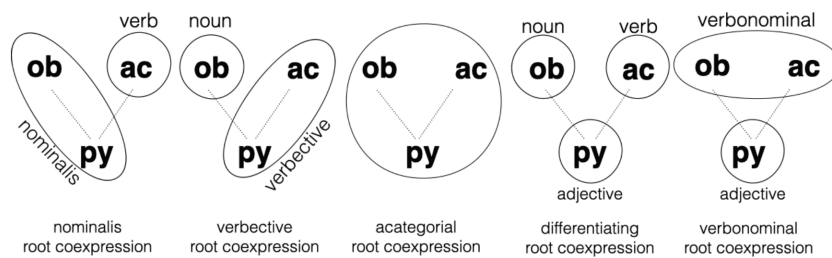 verb
ob ac
py
nominalis
nominalis
root coexpression
noun
ob ac
py
verbective
verbective
root coexpression
ob ac
py
acategorial
root coexpression
noun verb
ob ac
py
adjective
differentiating
root coexpression
verbonominal
ob ac
py
adjective
verbonominal
root coexpression